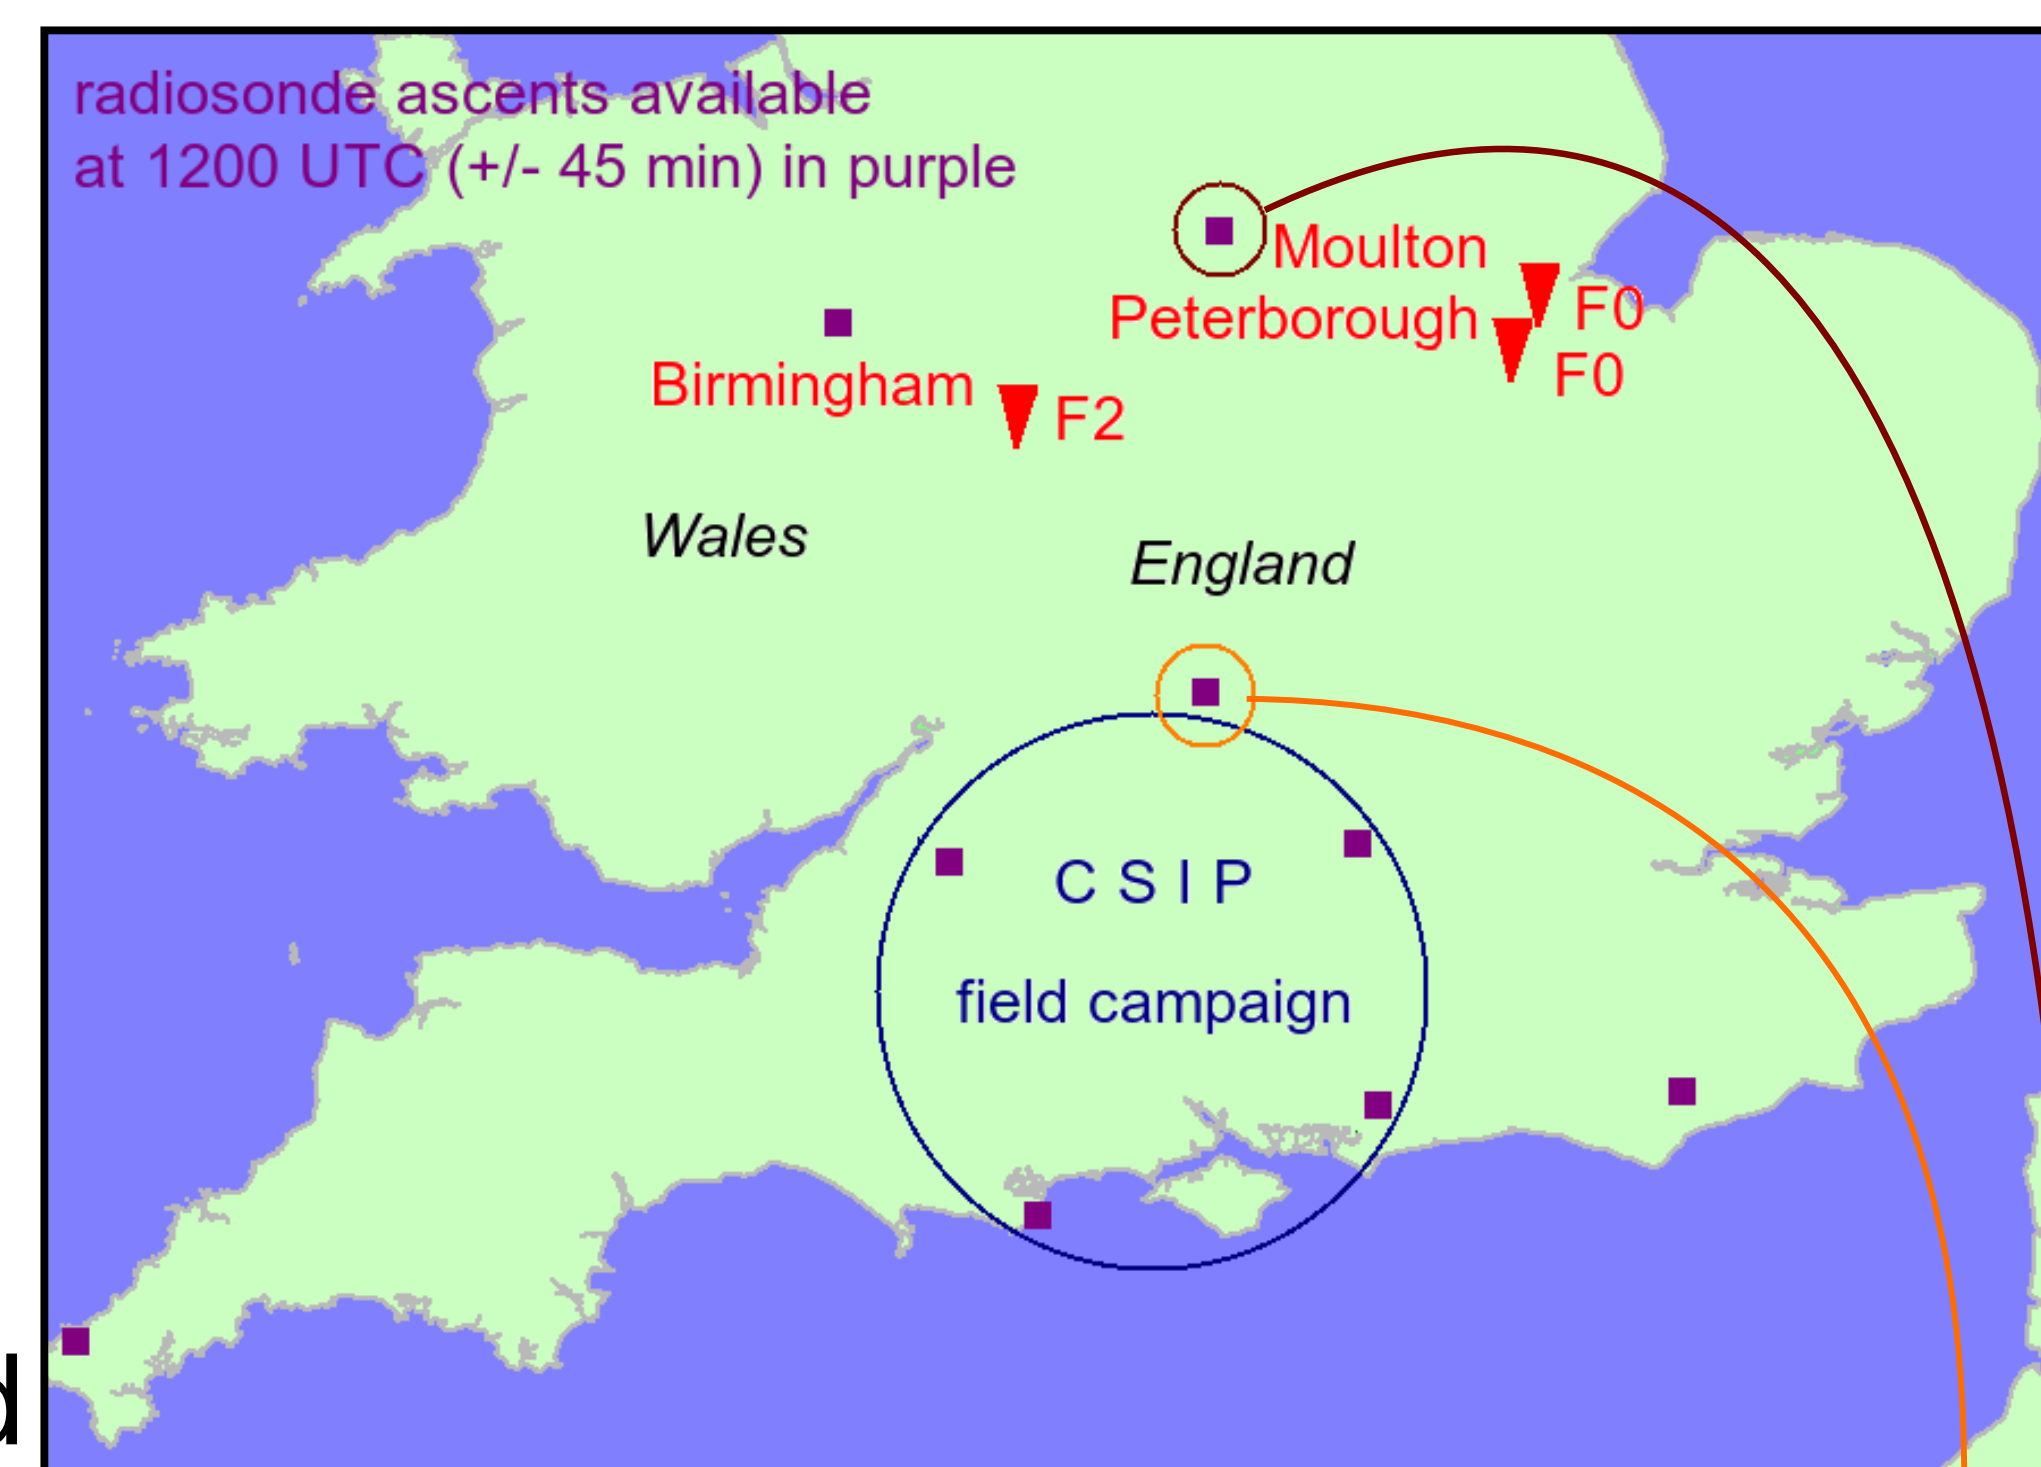 radiosonde ascents available
at 1200 UTC (+/- 45 min) in purple
Moulton
Peterborough F0
F0
Birmingham
F2
Wales
England
C S I P
field campaign
d